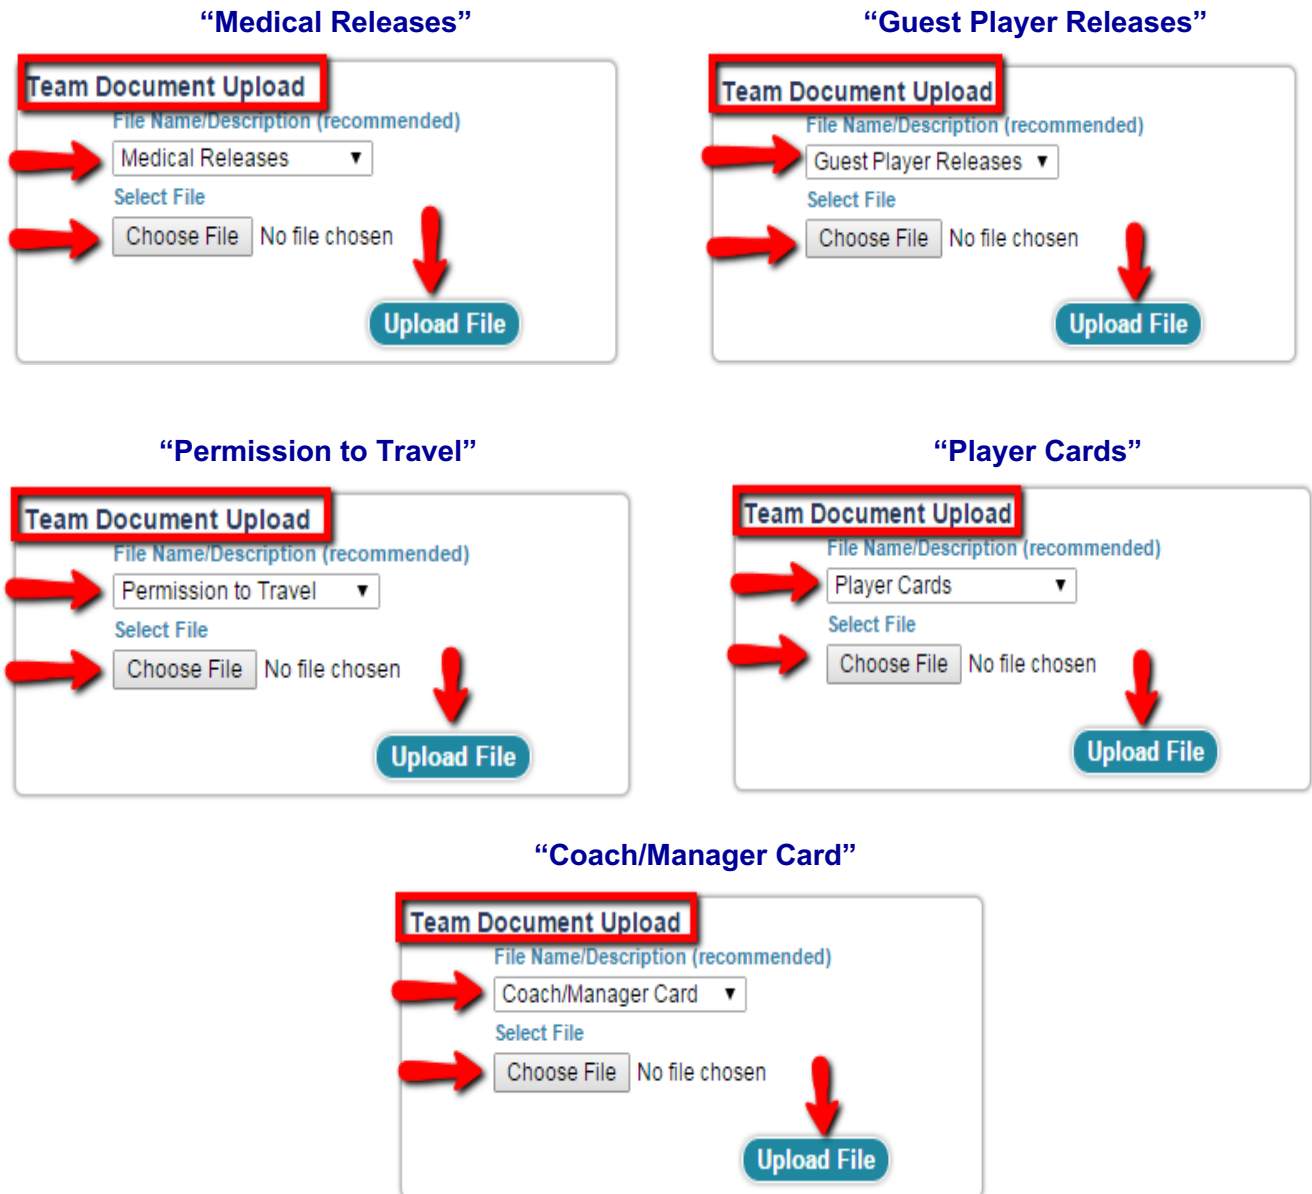 “Medical Releases”
Team Document Upload
File Name/Description (recommended)
Medical Releases
Select File
Choose File No file chosen
Upload File
“Guest Player Releases”
Team Document Upload
File Name/Description (recommended)
Guest Player Releases
Select File
Choose File No file chosen
Upload File
“Permission to Travel”
Team Document Upload
File Name/Description (recommended)
Permission to Travel
Select File
Choose File No file chosen
Upload File
“Player Cards”
Team Document Upload
File Name/Description (recommended)
Player Cards
Select File
Choose File No file chosen
Upload File
“Coach/Manager Card”
Team Document Upload
File Name/Description (recommended)
Coach/Manager Card
Select File
Choose File No file chosen
Upload File